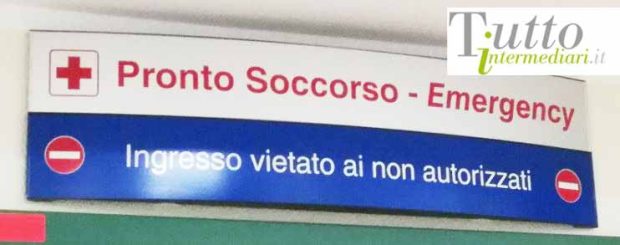 Tutto
intermediari.it
Pronto Soccorso - Emergency
Ingresso vietato ai non autorizzati